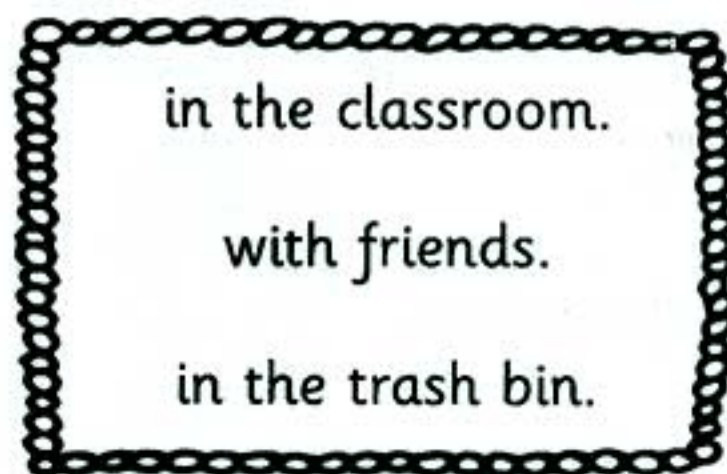 in the classroom.
with friends.
in the trash bin.